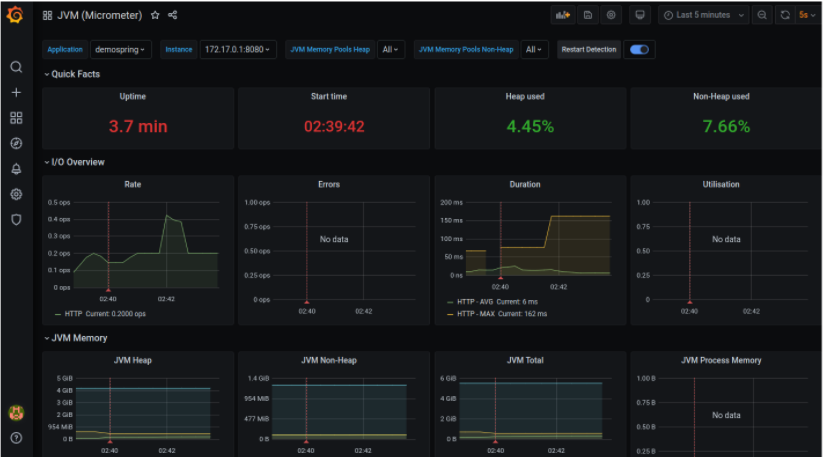 JVM (Micrometer)
Last 5 minutes
5s
Application demospring Instance 172.17.0.1:8080 JVM Memory Pools Heap All JVM Memory Pools Non-Heap All Restart Detection
Quick Facts
Uptime Start time Heap used Non-Heap used
3.7 min 02:39:42 4.45% 7.66%
I/O Overview
Rate
0.5 ops
0.4 ops
0.3 ops
0.2 ops
0.1 ops
0 ops
02:40 02:42
HTTP Current: 0.2000 ops
Errors
1.00 ops
0.75 ops
0.50 ops
0.25 ops
0 ops
No data
02:40 02:42
Duration
200 ms
150 ms
100 ms
50 ms
0 ms
02:40 02:42
HTTP - AVG Current: 6 ms
HTTP - MAX Current: 162 ms
Utilisation
1.00
0.75
0.50
0.25
0
No data
02:40 02:42
JVM Memory
JVM Heap
5 GiB
4 GiB
3 GiB
2 GiB
954 MiB
0 B
02:40 02:42
JVM Non-Heap
1.4 GiB
954 MiB
477 MiB
0 B
02:40 02:42
JVM Total
6 GiB
4 GiB
2 GiB
0 B
02:40 02:42
JVM Process Memory
1.00 B
0.75 B
0.50 B
0.25 B
No data